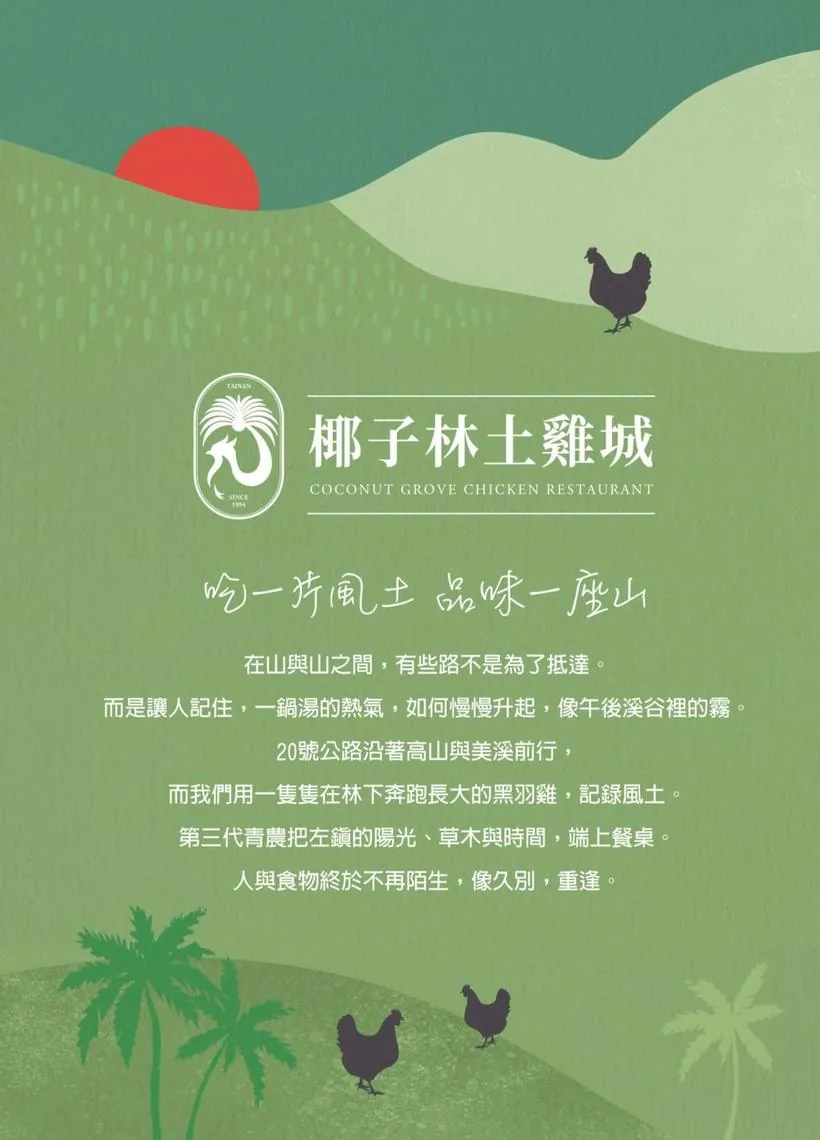 TAINAN
SINCE
1994
椰子林土雞城
COCONUT GROVE CHICKEN RESTAURANT
吃一片風土 品味一座山
在山與山之間，有些路不是為了抵達。
而是讓人記住，一鍋湯的熱氣，如何慢慢升起，像午後溪谷裡的霧。
20號公路沿著高山與美溪前行，
而我們用一隻隻在林下奔跑長大的黑羽雞，記錄風土。
第三代青農把左鎮的陽光、草木與時間，端上餐桌。
人與食物終於不再陌生，像久別，重逢。